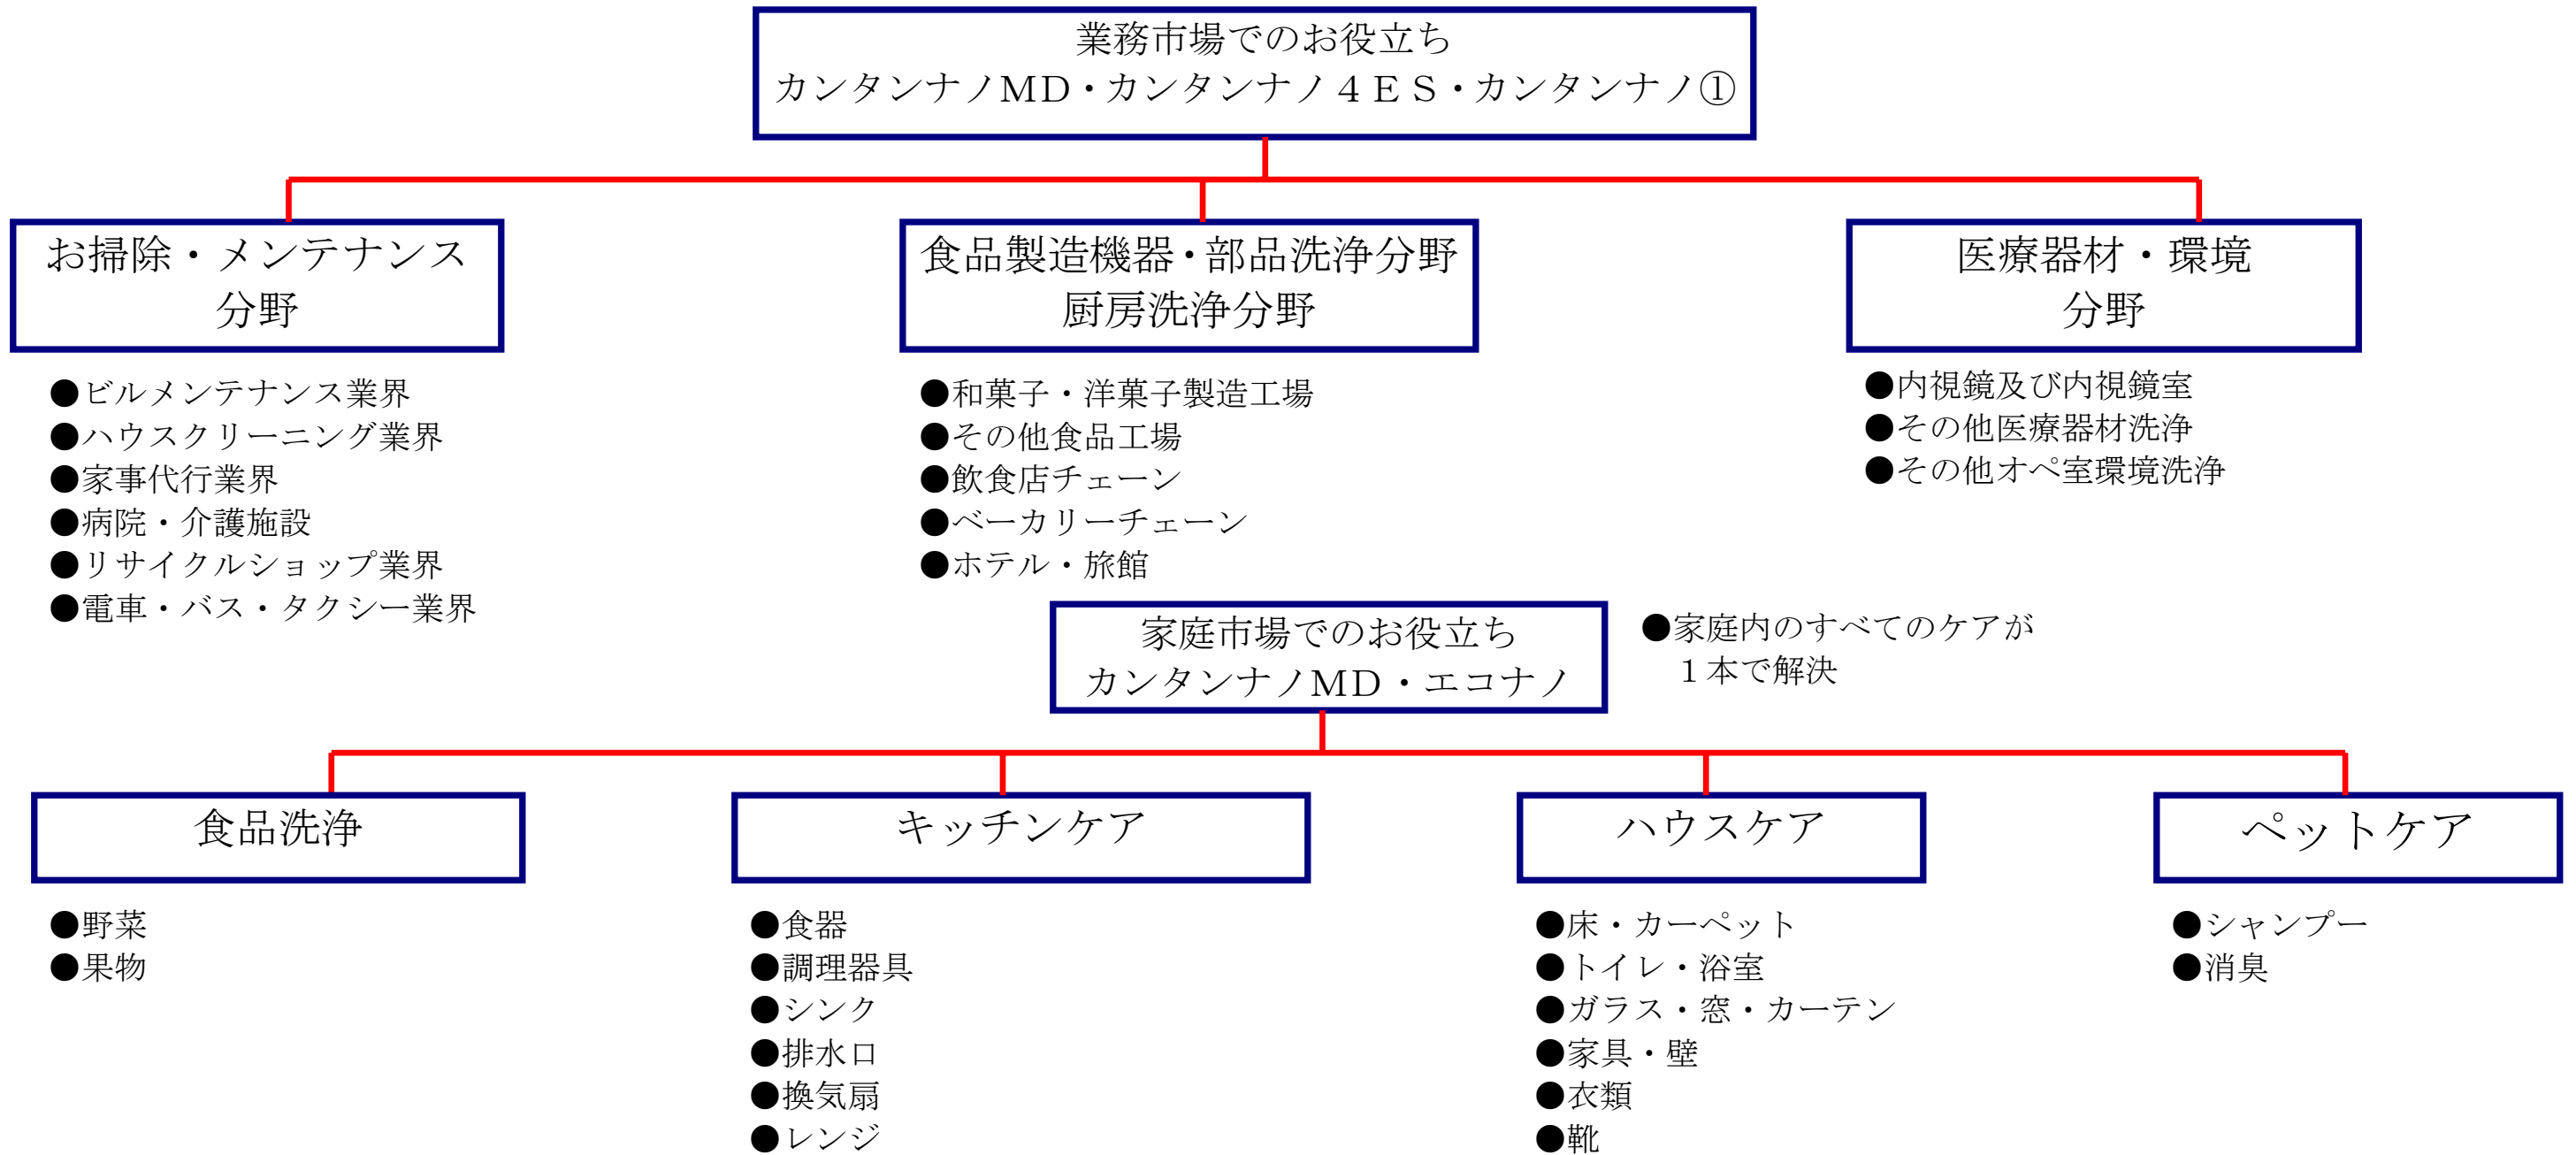 業務市場でのお役立ち
カンタンナノMD・カンタンナノ４ＥＳ・カンタンナノ①
お掃除・メンテナンス
分野
●ビルメンテナンス業界
●ハウスクリーニング業界
●家事代行業界
●病院・介護施設
●リサイクルショップ業界
●電車・バス・タクシー業界
食品製造機器・部品洗浄分野
厨房洗浄分野
●和菓子・洋菓子製造工場
●その他食品工場
●飲食店チェーン
●ベーカリーチェーン
●ホテル・旅館
医療器材・環境
分野
●内視鏡及び内視鏡室
●その他医療器材洗浄
●その他オペ室環境洗浄
家庭市場でのお役立ち
カンタンナノMD・エコナノ
●家庭内のすべてのケアが
１本で解決
食品洗浄
●野菜
●果物
キッチンケア
●食器
●調理器具
●シンク
●排水口
●換気扇
●レンジ
ハウスケア
●床・カーペット
●トイレ・浴室
●ガラス・窓・カーテン
●家具・壁
●衣類
●靴
ペットケア
●シャンプー
●消臭